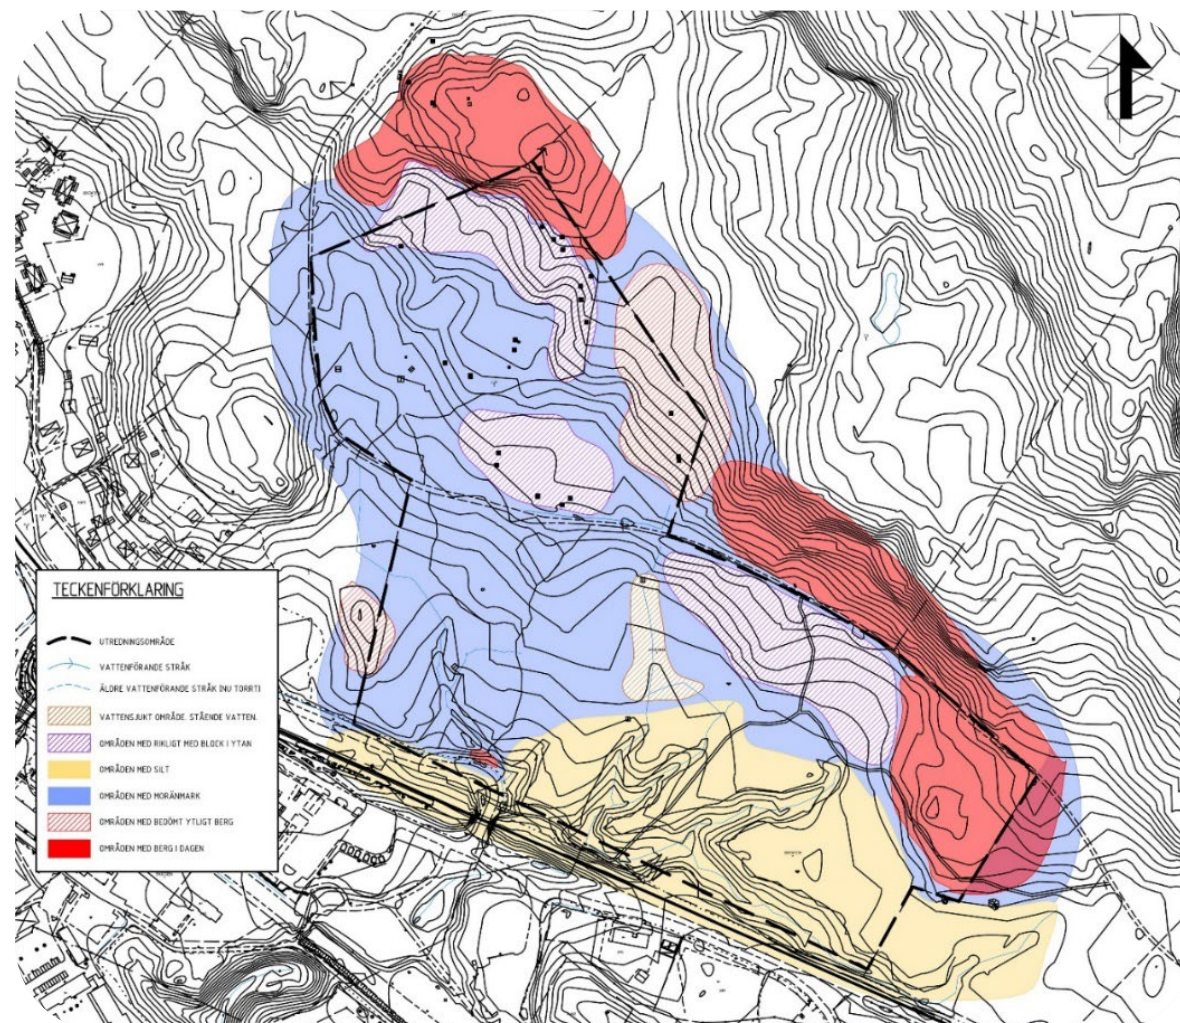 TECKENFÖRKLARING
UTREDNINGSOMRÅDE
VATTENFÖRANDE STRÅK
ÄLDRE VATTENFÖRANDE STRÅK (NU TORRT)
VATTENSJUKT OMRÅDE. STÅENDE VATTEN.
OMRÅDEN MED RIKLIGT MED BLOCK I YTAN
OMRÅDEN MED SILT
OMRÅDEN MED MORÄNMARK
OMRÅDEN MED BEDÖMT YTLIGT BERG
OMRÅDEN MED BERG I DAGEN